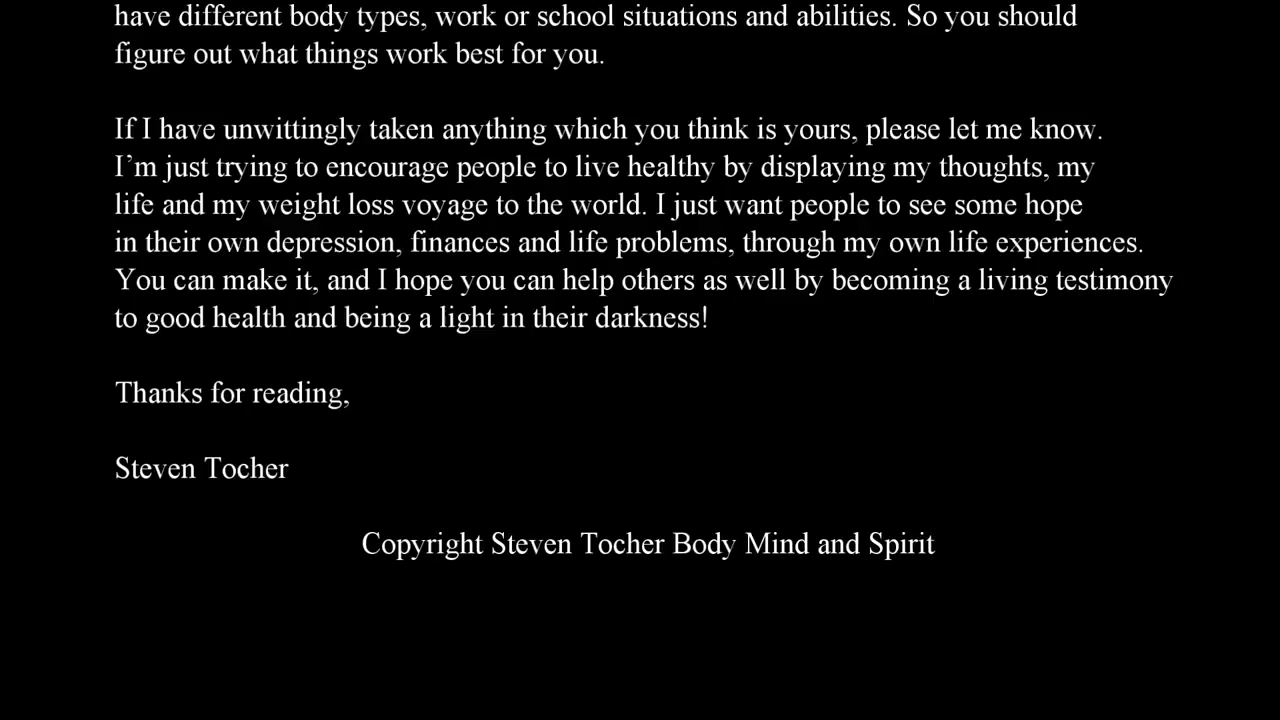 have different body types, work or school situations and abilities. So you should
figure out what things work best for you.
If I have unwittingly taken anything which you think is yours, please let me know.
I’m just trying to encourage people to live healthy by displaying my thoughts, my
life and my weight loss voyage to the world. I just want people to see some hope
in their own depression, finances and life problems, through my own life experiences.
You can make it, and I hope you can help others as well by becoming a living testimony
to good health and being a light in their darkness!
Thanks for reading,
Steven Tocher
Copyright Steven Tocher Body Mind and Spirit